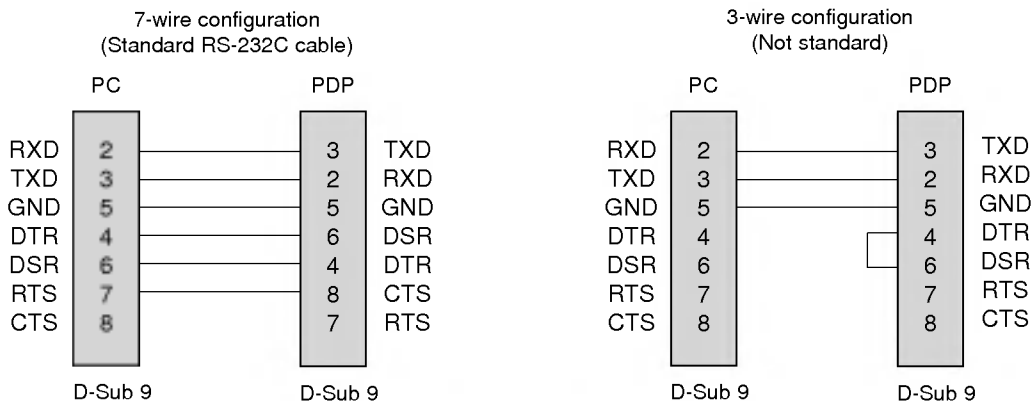 7-wire configuration
(Standard RS-232C cable)
PC PDP
RXD 2 3 TXD
TXD 3 2 RXD
GND 5 5 GND
DTR 4 6 DSR
DSR 6 4 DTR
RTS 7 8 CTS
CTS 8 7 RTS
D-Sub 9 D-Sub 9
3-wire configuration
(Not standard)
PC PDP
RXD 2 3 TXD
TXD 3 2 RXD
GND 5 5 GND
DTR 4 4 DTR
DSR 6 6 DSR
RTS 7 7 RTS
CTS 8 8 CTS
D-Sub 9 D-Sub 9